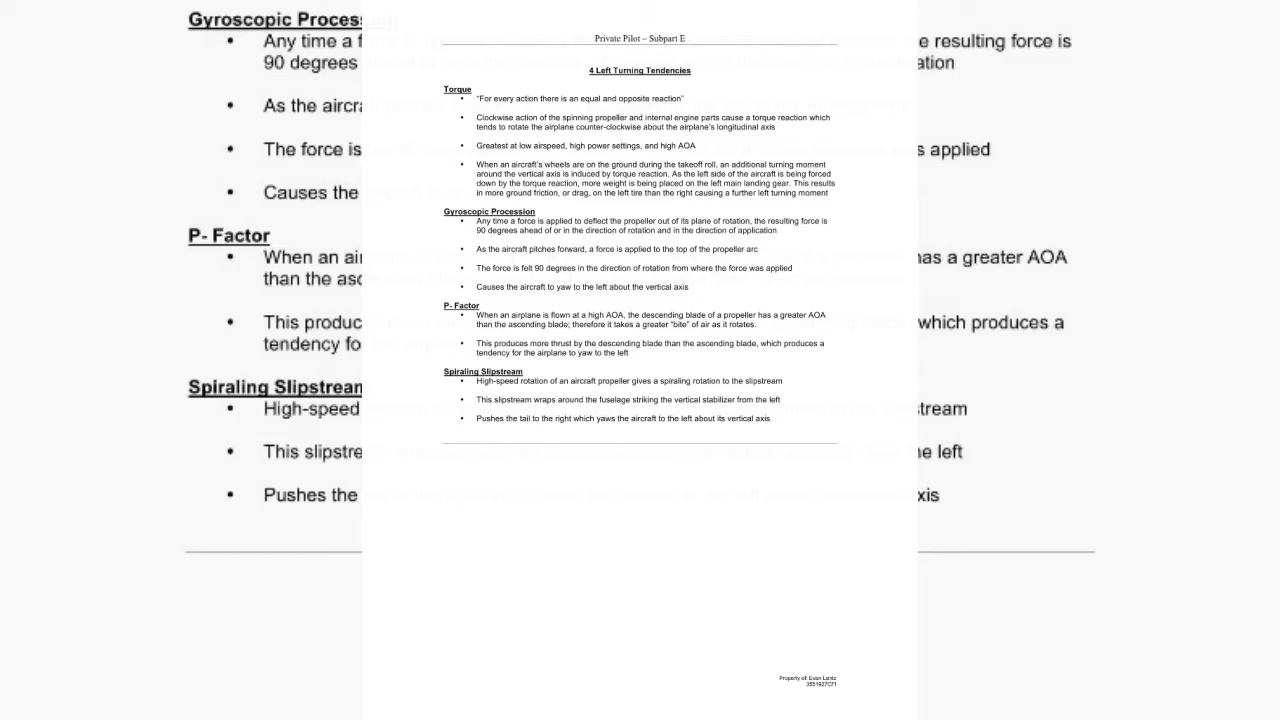 Private Pilot – Subpart E
4 Left Turning Tendencies
Torque
• "For every action there is an equal and opposite reaction"
• Clockwise action of the spinning propeller and internal engine parts cause a torque reaction which
tends to rotate the airplane counter-clockwise about the airplane's longitudinal axis
• Greatest at low airspeed, high power settings, and high AOA
• When an aircraft's wheels are on the ground during the takeoff roll, an additional turning moment
around the vertical axis is induced by torque reaction. As the left side of the aircraft is being forced
down by the torque reaction, more weight is being placed on the left main landing gear. This results
in more ground friction, or drag, on the left tire than the right causing a further left turning moment
Gyroscopic Procession
• Any time a force is applied to deflect the propeller out of its plane of rotation, the resulting force is
90 degrees ahead of or in the direction of rotation and in the direction of application
• As the aircraft pitches forward, a force is applied to the top of the propeller arc
• The force is felt 90 degrees in the direction of rotation from where the force was applied
• Causes the aircraft to yaw to the left about the vertical axis
P- Factor
• When an airplane is flown at a high AOA, the descending blade of a propeller has a greater AOA
than the ascending blade; therefore it takes a greater "bite" of air as it rotates.
• This produces more thrust by the descending blade than the ascending blade, which produces a
tendency for the airplane to yaw to the left
Spiraling Slipstream
• High-speed rotation of an aircraft propeller gives a spiraling rotation to the slipstream
• This slipstream wraps around the fuselage striking the vertical stabilizer from the left
• Pushes the tail to the right which yaws the aircraft to the left about its vertical axis
Property of: Evan Lantz
3551927CFI